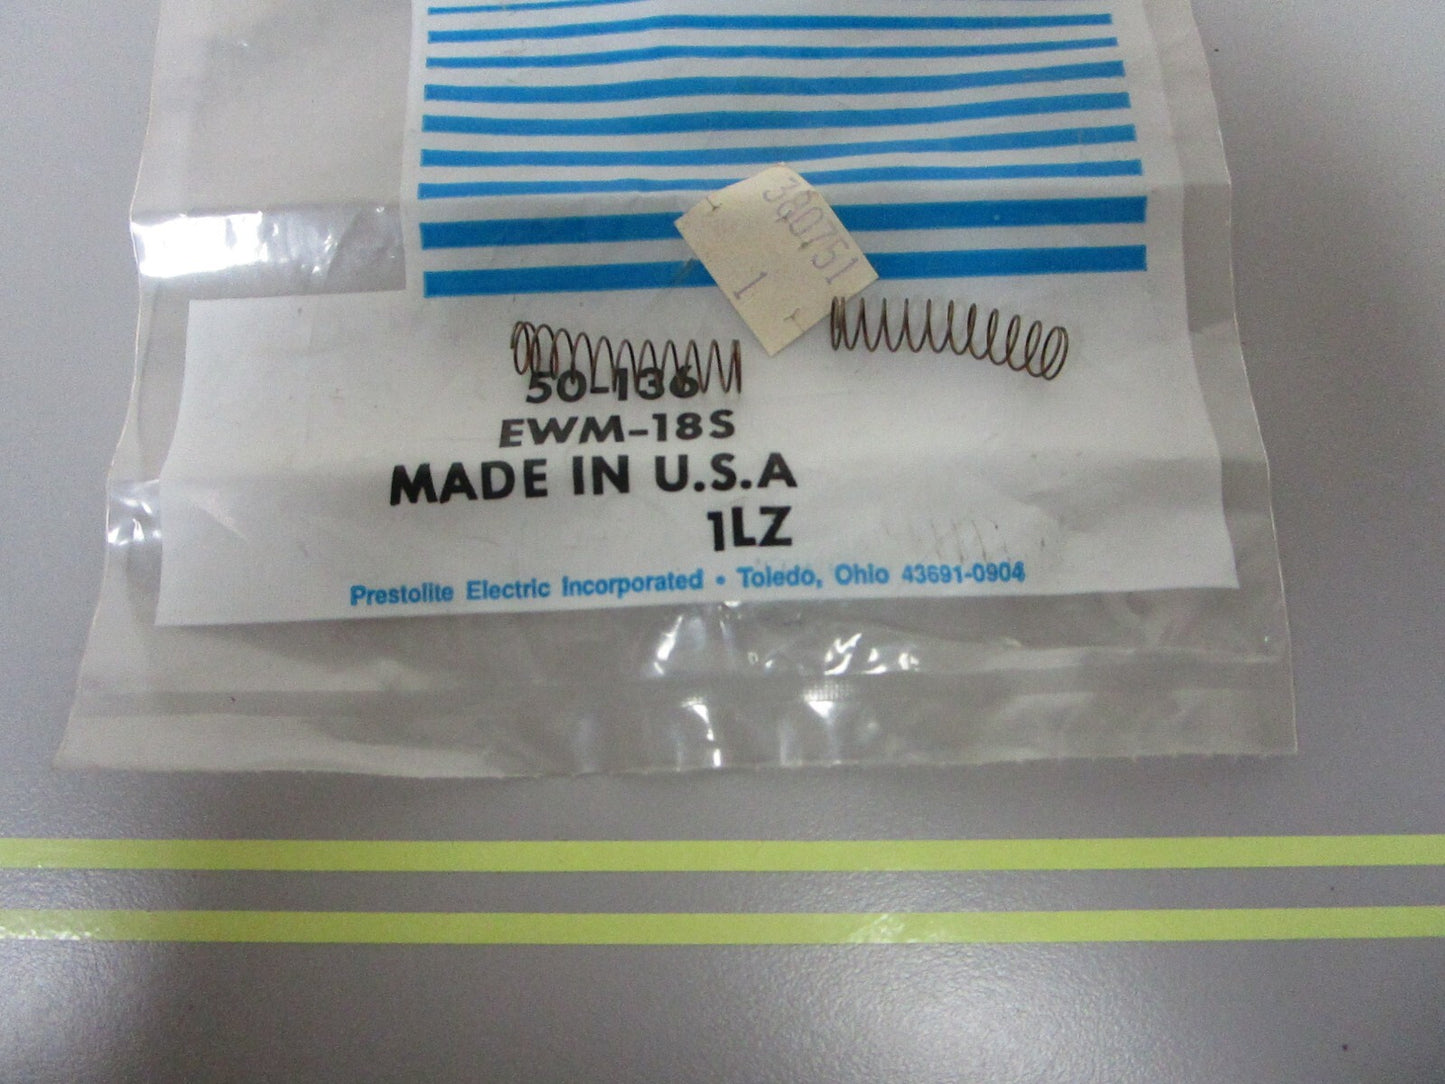 380751
1
50-136
EWM-18S
MADE IN U.S.A
1LZ
Prestolite Electric Incorporated • Toledo, Ohio 43691-0904